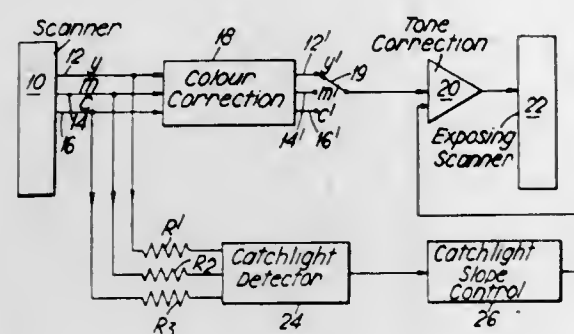 Scanner
10
12
y
m
14
c
16
18
Colour
Correction
12'
y'
19
m'
14'
c'
16'
Tone
Correction
20
22
Exposing
Scanner
R'
R2
R3
Catchlight
Detector
24
Catchlight
Slope
Control
26